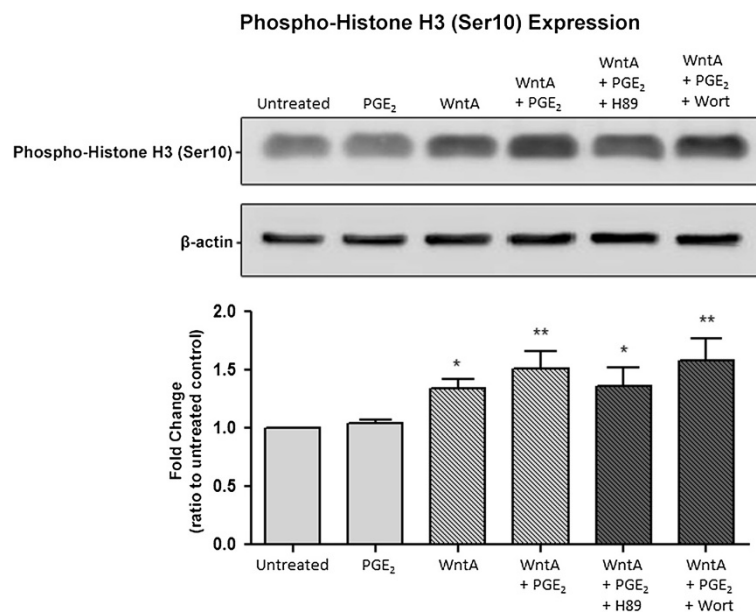 Phospho-Histone H3 (Ser10) Expression
Untreated
PGE₂
WntA
WntA
+ PGE₂
WntA
+ PGE₂
+ H89
WntA
+ PGE₂
+ Wort
Phospho-Histone H3 (Ser10)
β-actin
Fold Change
(ratio to untreated control)
2.0
1.5
1.0
0.5
0.0
*
**
*
**
Untreated
PGE₂
WntA
WntA
+ PGE₂
WntA
+ PGE₂
+ H89
WntA
+ PGE₂
+ Wort